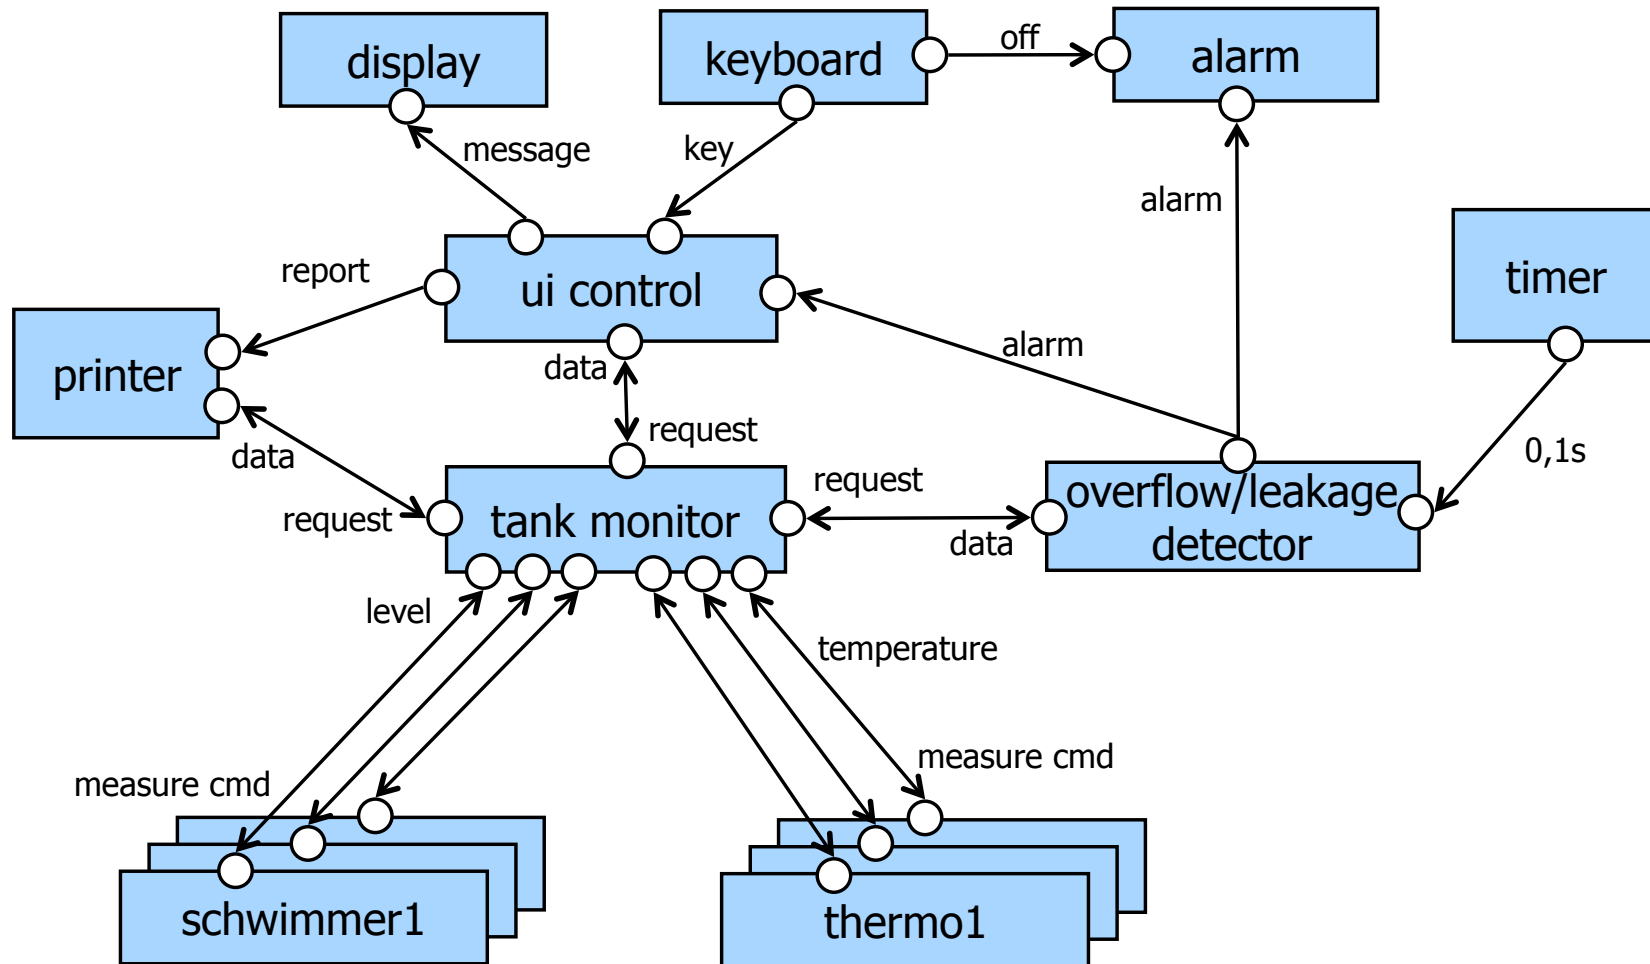 display
keyboard
off
alarm
message
key
alarm
report
ui control
timer
printer
data
alarm
request
0,1s
data
request
tank monitor
request
data
overflow/leakage
detector
level
temperature
measure cmd
measure cmd
schwimmer1
thermo1